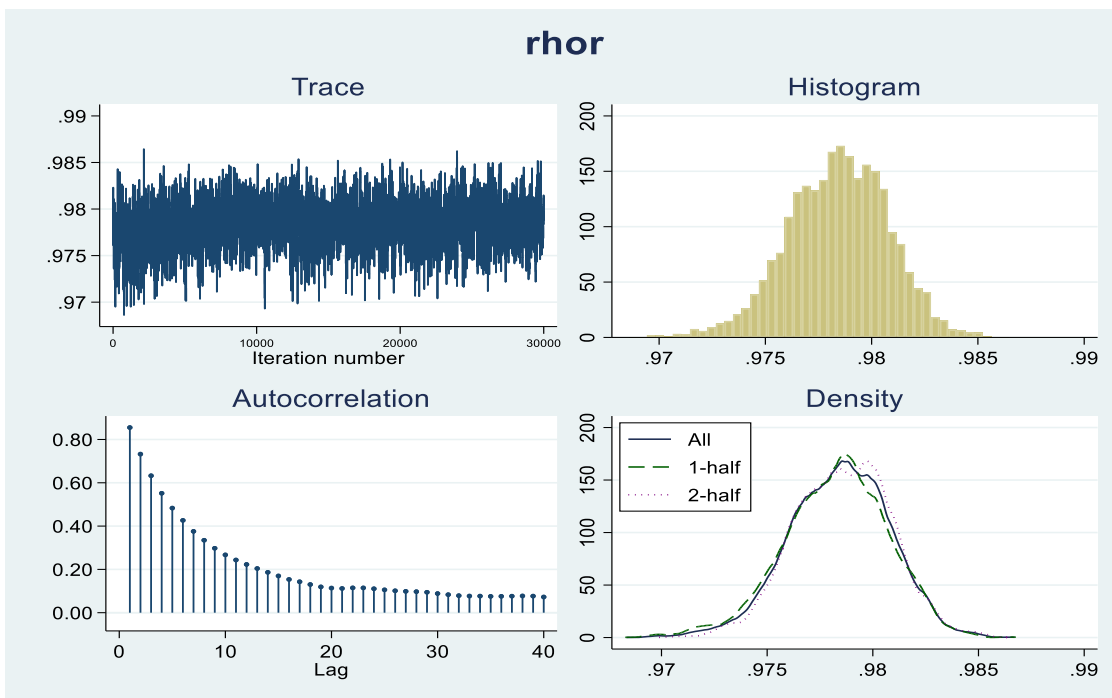 rhor
Trace
.99
.985
.98
.975
.97
0 10000 20000 30000
Iteration number
Histogram
200
150
100
50
0
.97 .975 .98 .985 .99
Autocorrelation
0.80
0.60
0.40
0.20
0.00
0 10 20 30 40
Lag
Density
200
150
100
50
0
All
1-half
2-half
.97 .975 .98 .985 .99